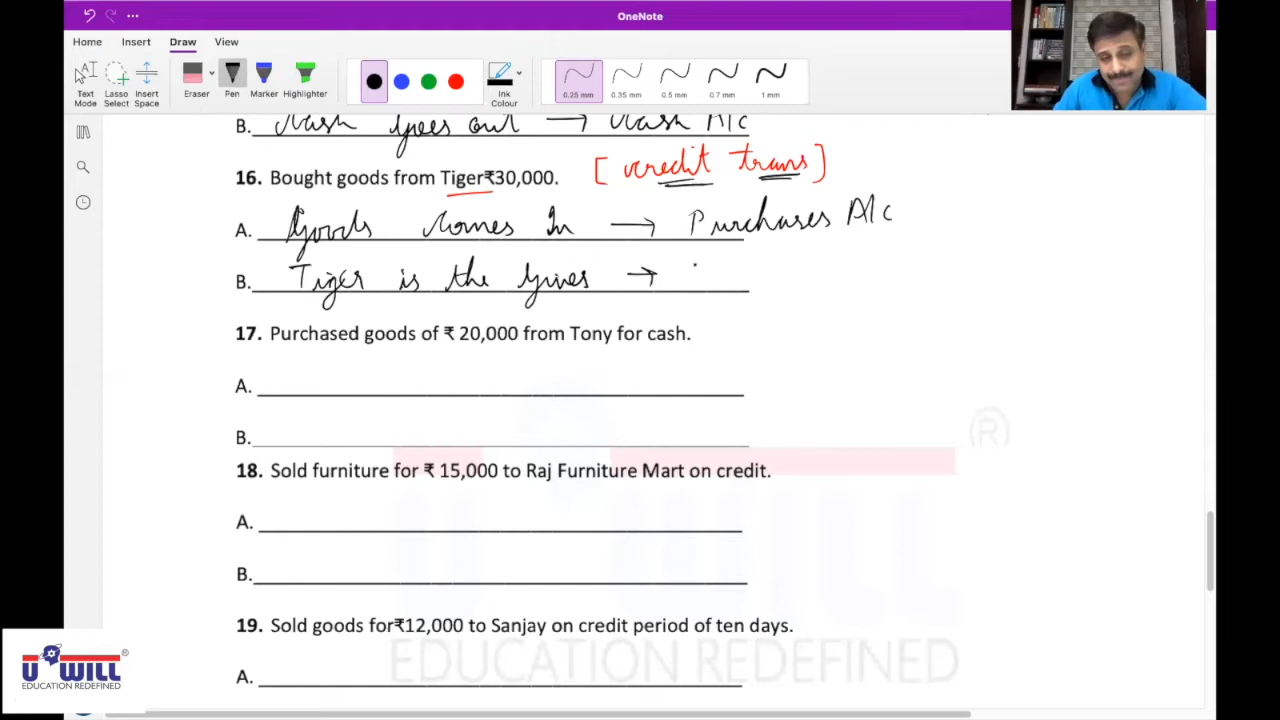 OneNote
Home Insert Draw View
Text Mode Lasso Select Insert Space Eraser Pen Marker Highlighter Ink Colour 0.25 mm 0.35 mm 0.5 mm 0.7 mm 1 mm
B. Cash Goes out → Cash A/c
16. Bought goods from Tiger₹30,000. [credit trans]
A. Goods Comes In → Purchases A/c
B. Tiger is the Giver →
17. Purchased goods of ₹ 20,000 from Tony for cash.
A.
B.
18. Sold furniture for ₹ 15,000 to Raj Furniture Mart on credit.
A.
B.
19. Sold goods for₹12,000 to Sanjay on credit period of ten days.
A.
U WILL ®
EDUCATION REDEFINED
U WILL ®
EDUCATION REDEFINED